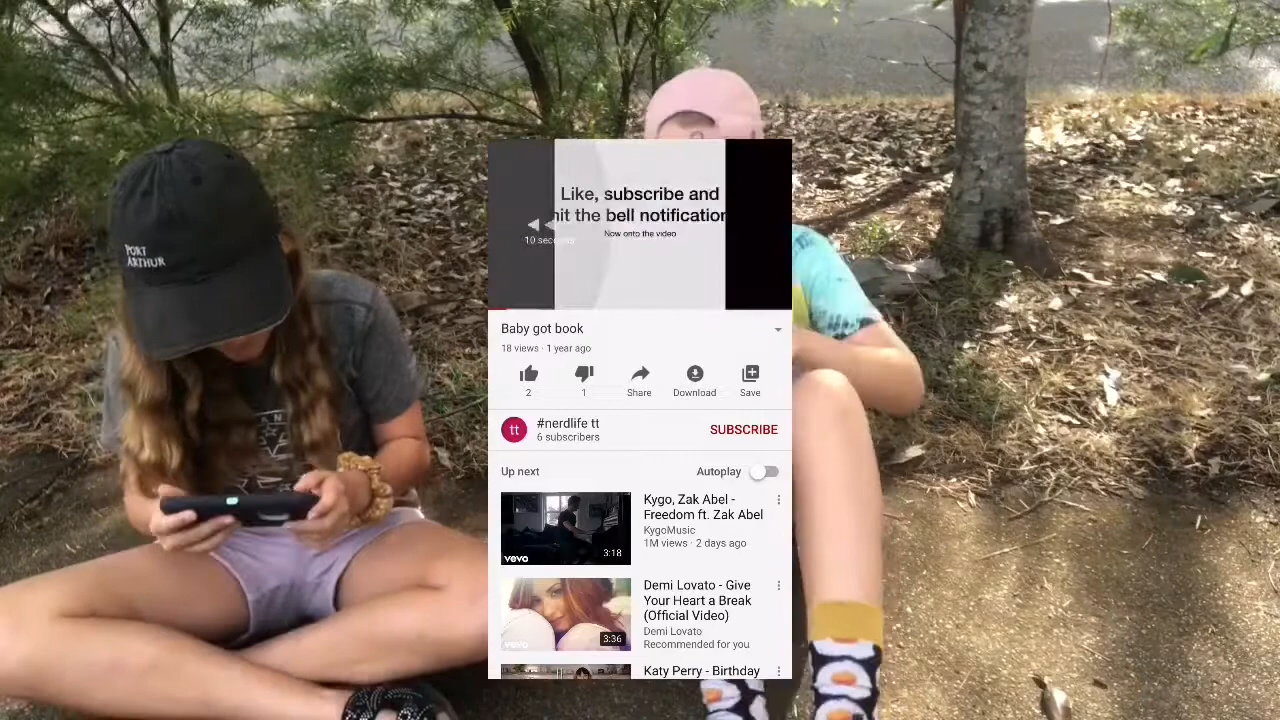 PORT
ARTHUR
Like, subscribe and
hit the bell notification
Now onto the video
10 seconds
Baby got book
18 views · 1 year ago
2
1
Share
Download
Save
tt
#nerdlife tt
6 subscribers
SUBSCRIBE
Up next
Autoplay
Kygo, Zak Abel -
Freedom ft. Zak Abel
KygoMusic
1M views · 2 days ago
vevo
3:18
Demi Lovato - Give
Your Heart a Break
(Official Video)
Demi Lovato
Recommended for you
vevo
3:36
Katy Perry - Birthday